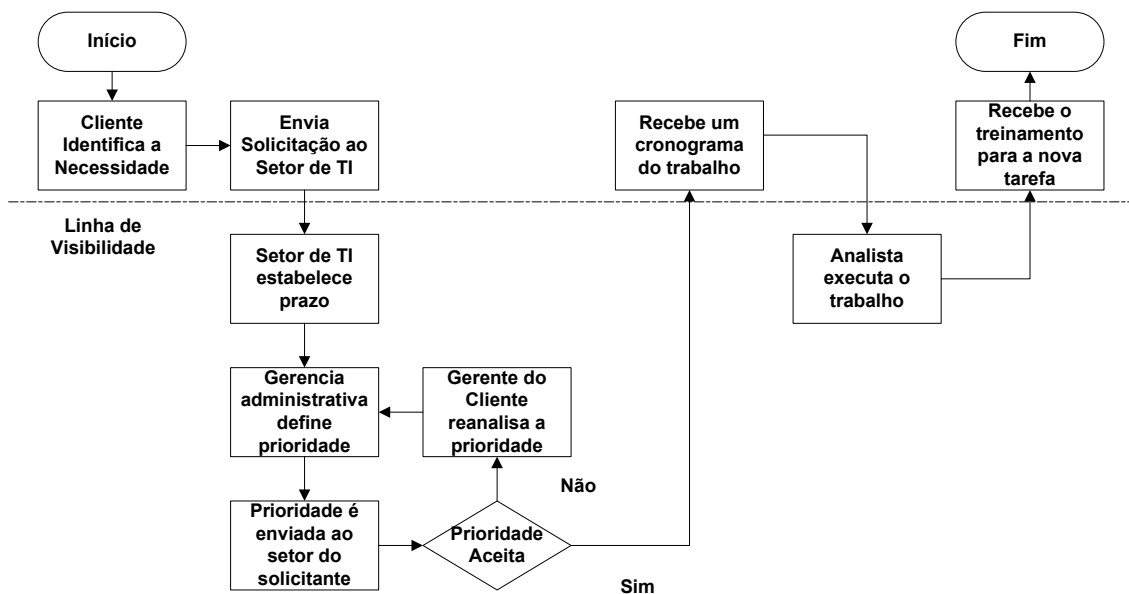 Início
Fim
Cliente
Identifica a
Necessidade
Envia
Solicitação ao
Setor de TI
Recebe um
cronograma
do trabalho
Recebe o
treinamento
para a nova
tarefa
Linha de
Visibilidade
Setor de TI
estabelece
prazo
Analista
executa o
trabalho
Gerencia
administrativa
define
prioridade
Gerente do
Cliente
reanalisa a
prioridade
Não
Prioridade é
enviada ao
setor do
solicitante
Prioridade
Aceita
Sim